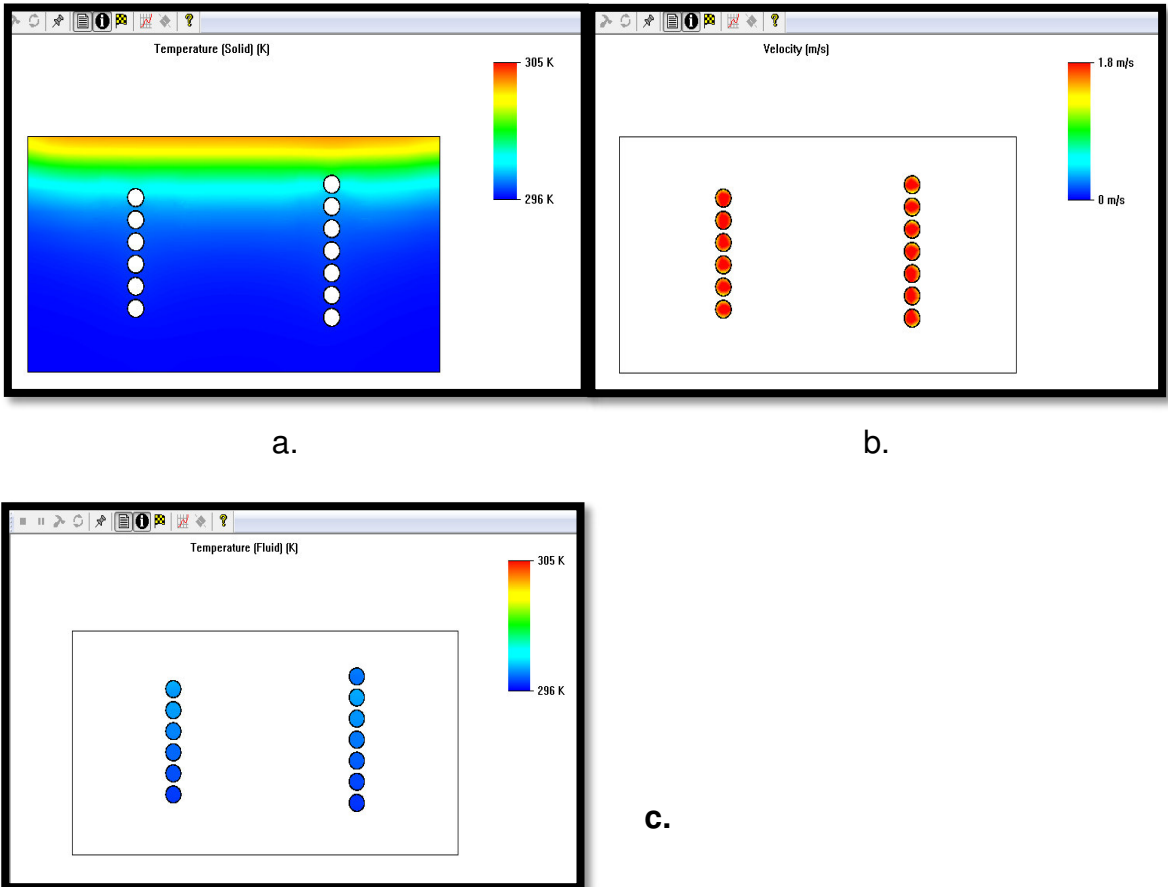 Temperature (Solid) (K)
305 K
296 K
a.
Velocity (m/s)
1.8 m/s
0 m/s
b.
Temperature (Fluid) (K)
305 K
296 K
c.